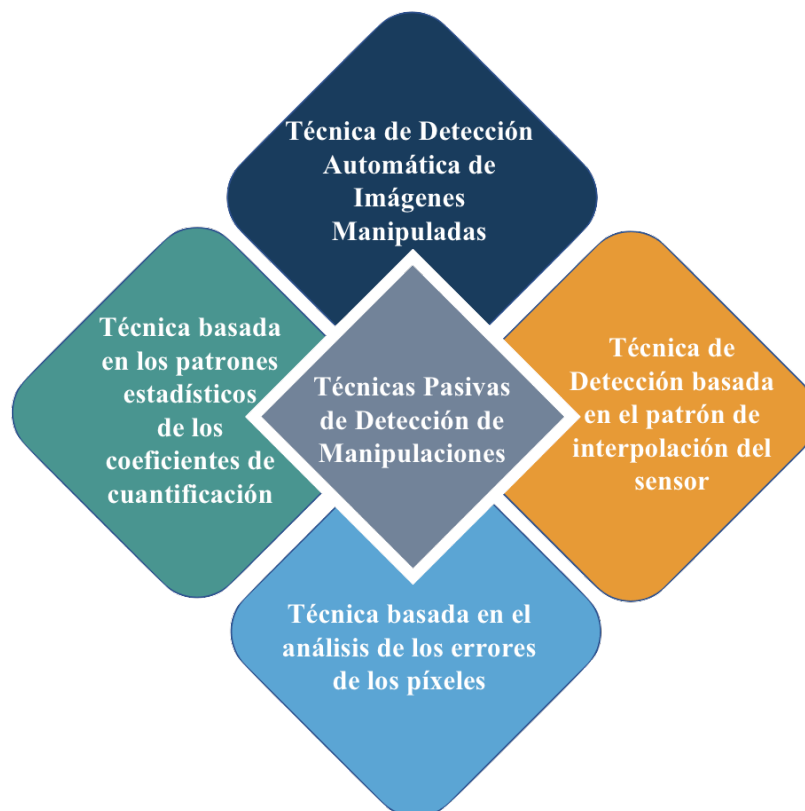 Técnica de Detección
Automática de
Imágenes
Manipuladas
Técnica basada
en los patrones
estadísticos
de los
coeficientes de
cuantificación
Técnicas Pasivas
de Detección de
Manipulaciones
Técnica de
Detección basada
en el patrón de
interpolación del
sensor
Técnica basada en el
análisis de los errores
de los píxeles